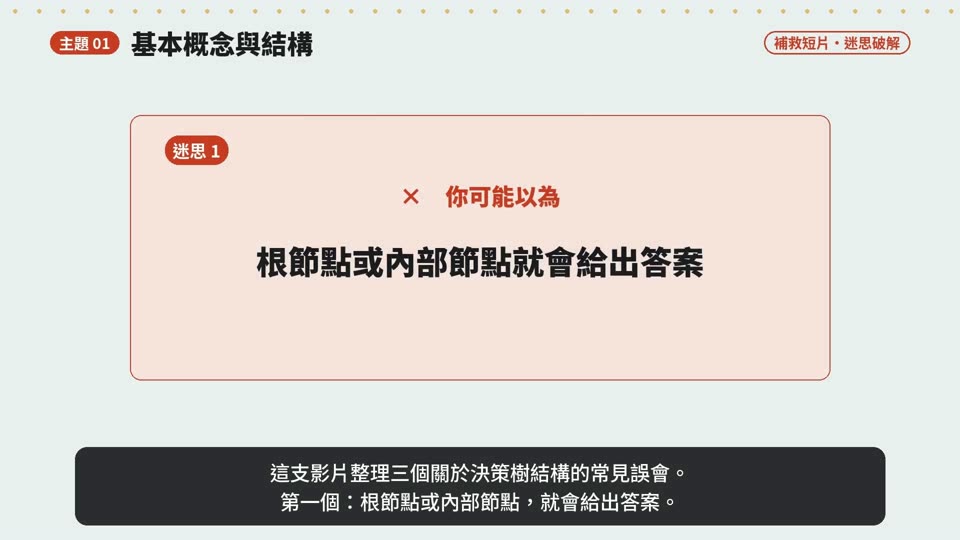 主題 01 基本概念與結構
補救短片・迷思破解
迷思 1
✕ 你可能以為
根節點或內部節點就會給出答案
這支影片整理三個關於決策樹結構的常見誤會。
第一個：根節點或內部節點，就會給出答案。